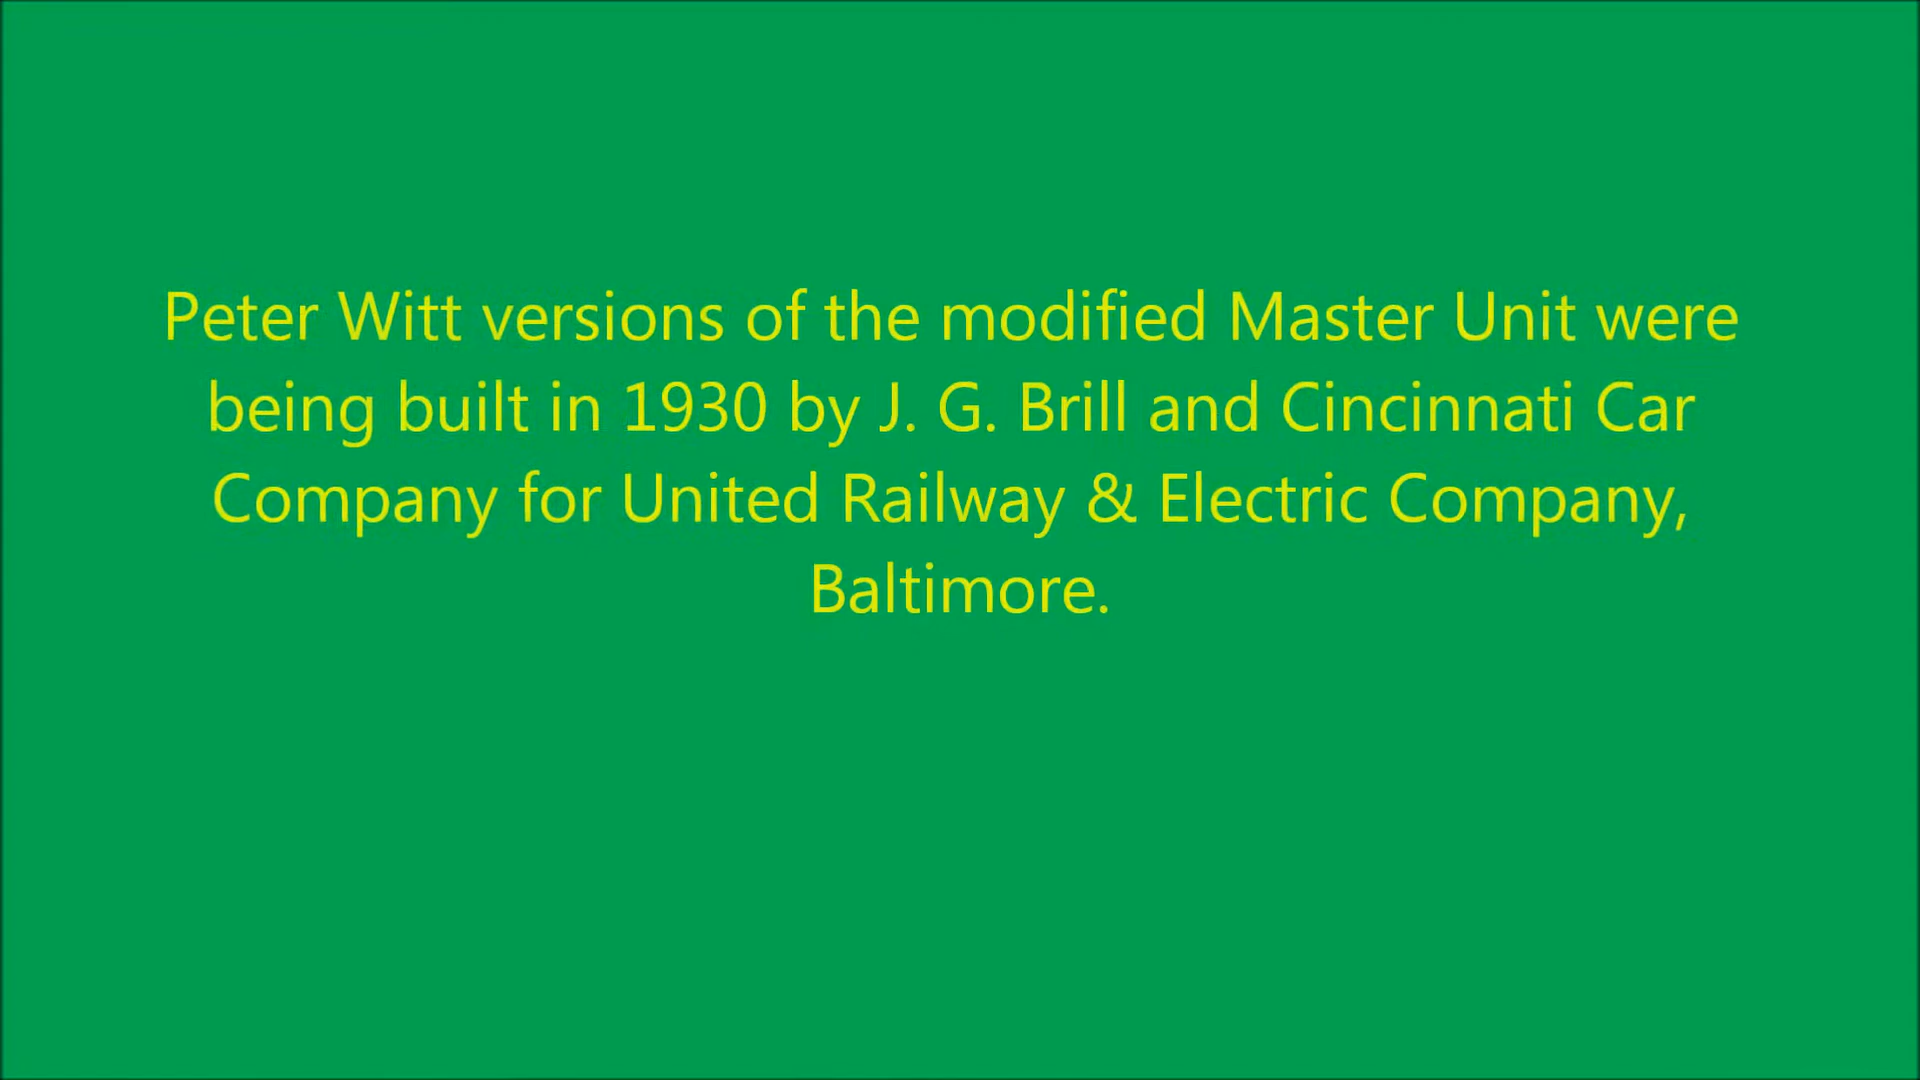 Peter Witt versions of the modified Master Unit were
being built in 1930 by J. G. Brill and Cincinnati Car
Company for United Railway & Electric Company,
Baltimore.